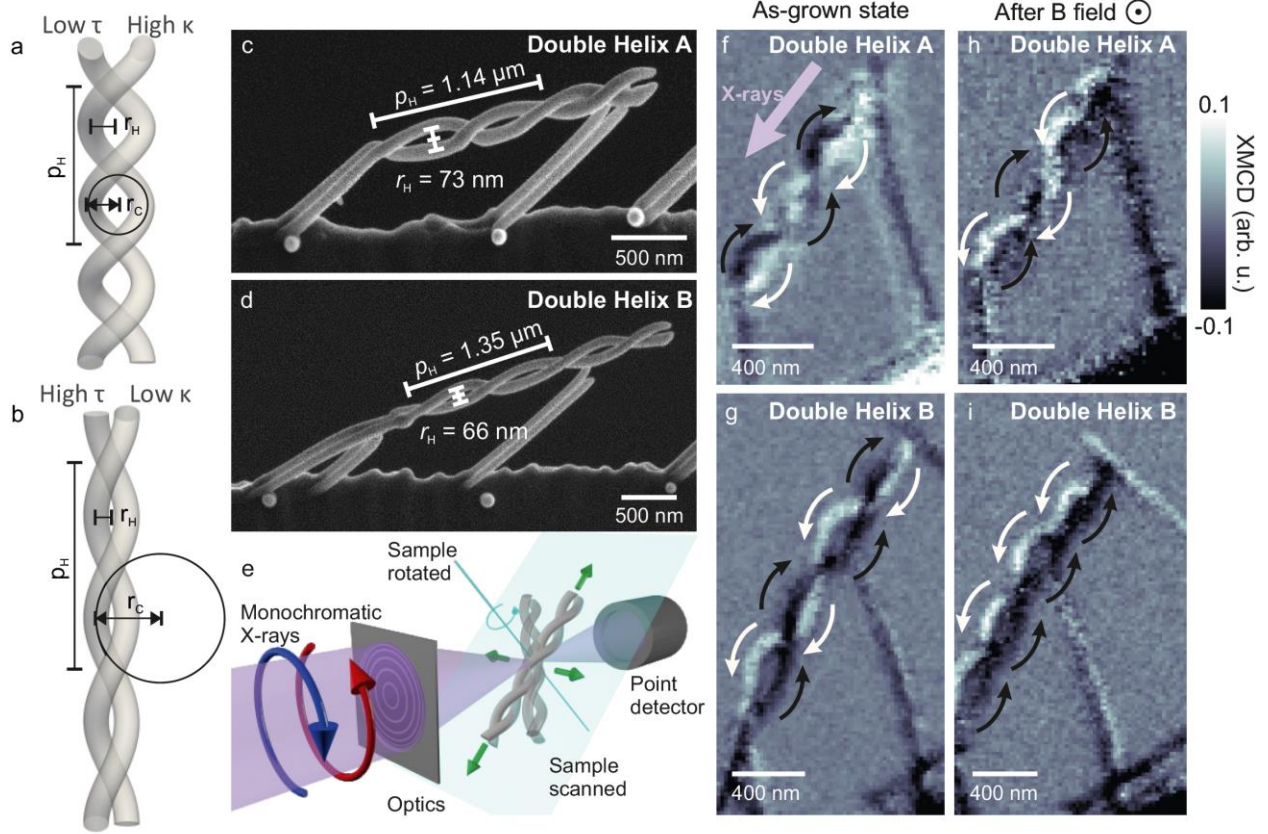 a
Low τ High κ
p_H
r_H
r_C
b
High τ Low κ
p_H
r_H
r_C
c
Double Helix A
p_H = 1.14 μm
r_H = 73 nm
500 nm
d
Double Helix B
p_H = 1.35 μm
r_H = 66 nm
500 nm
e
Sample
rotated
Monochromatic
X-rays
Optics
Point
detector
Sample
scanned
As-grown state
f
Double Helix A
X-rays
400 nm
g
Double Helix B
400 nm
After B field ⊙
h
Double Helix A
400 nm
i
Double Helix B
400 nm
0.1
XMCD (arb. u.)
-0.1